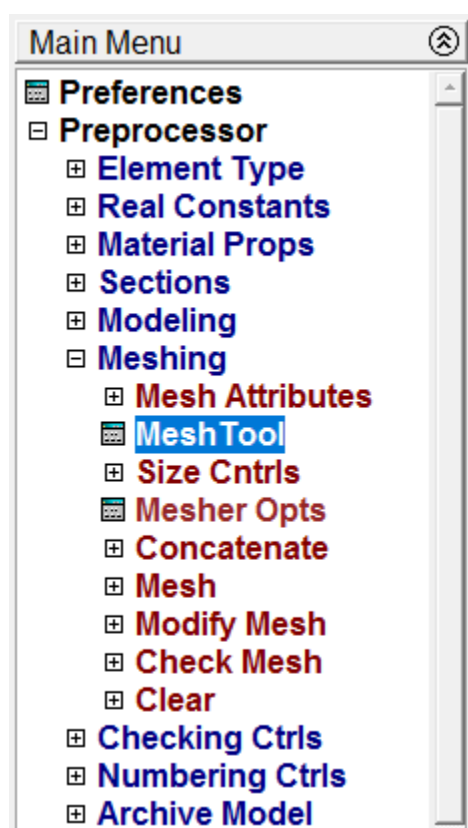 Main Menu
Preferences
Preprocessor
Element Type
Real Constants
Material Props
Sections
Modeling
Meshing
Mesh Attributes
MeshTool
Size Cntrls
Mesher Opts
Concatenate
Mesh
Modify Mesh
Check Mesh
Clear
Checking Ctrls
Numbering Ctrls
Archive Model